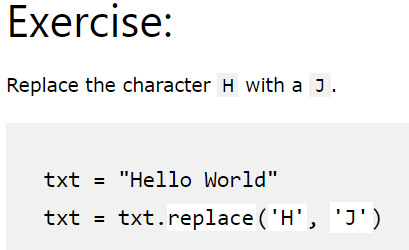 Exercise:
Replace the character H with a J.
txt = "Hello World"
txt = txt.replace('H', 'J')